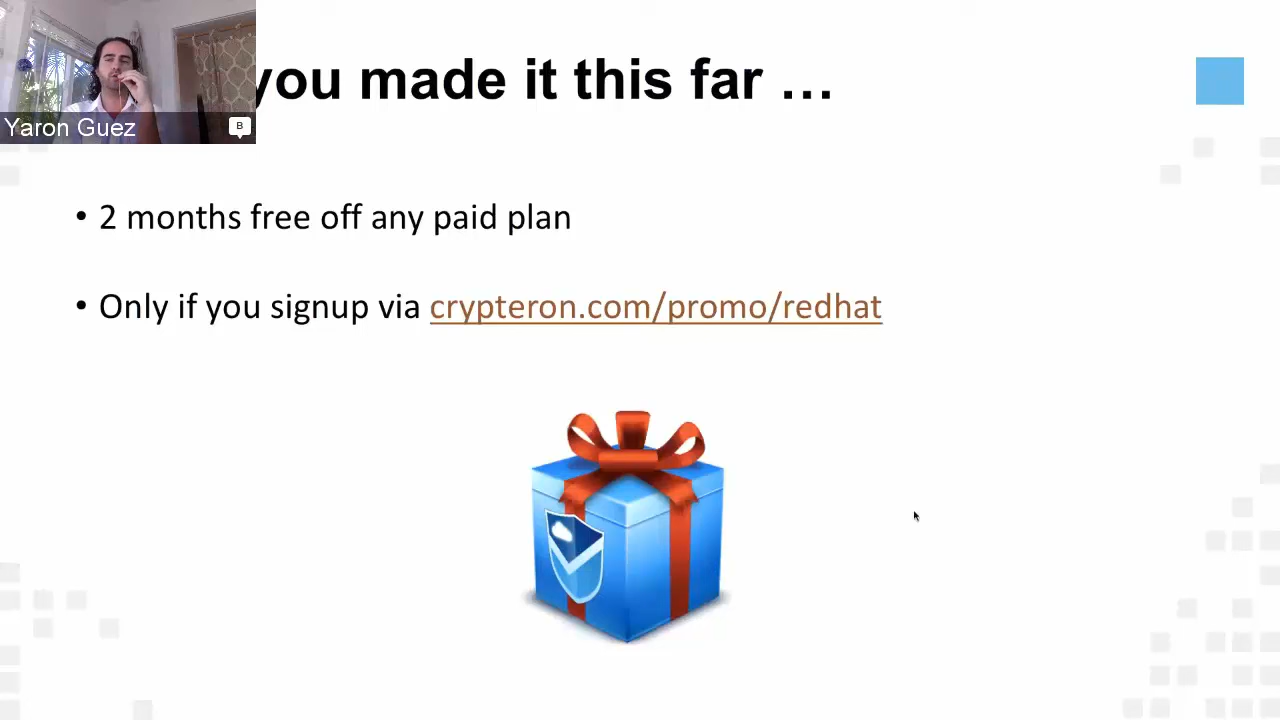 you made it this far …
Yaron Guez
B
• 2 months free off any paid plan
• Only if you signup via crypteron.com/promo/redhat